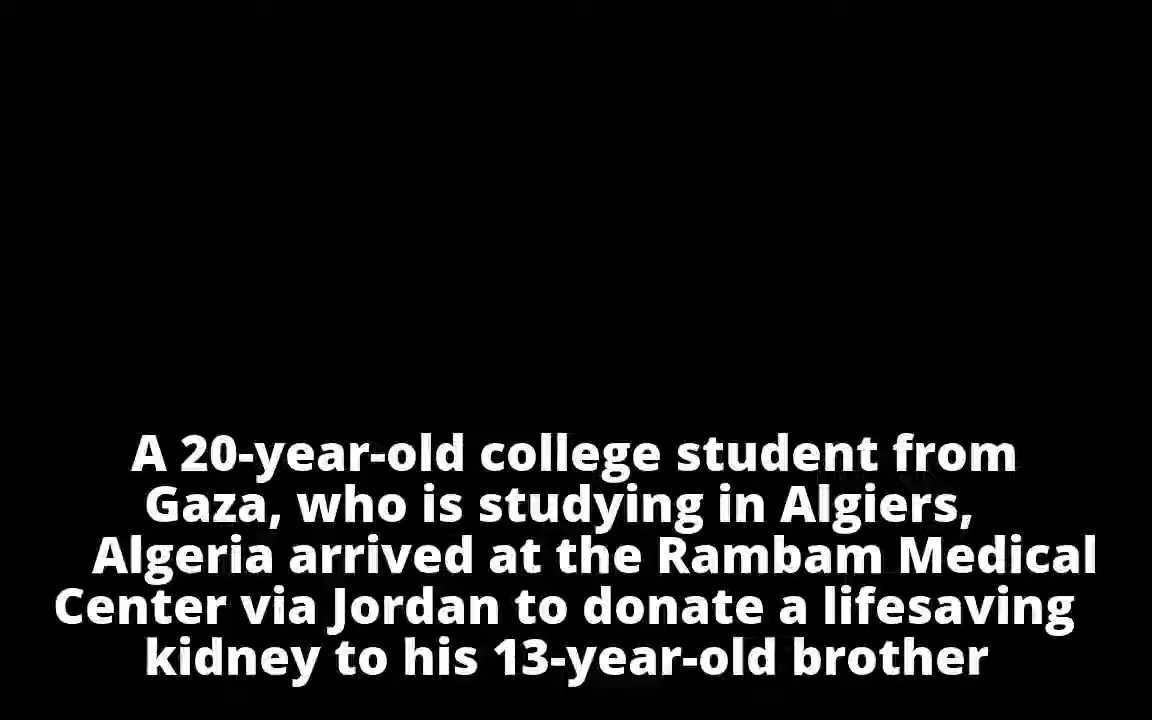 A 20-year-old college student from
Gaza, who is studying in Algiers,
Algeria arrived at the Rambam Medical
Center via Jordan to donate a lifesaving
kidney to his 13-year-old brother